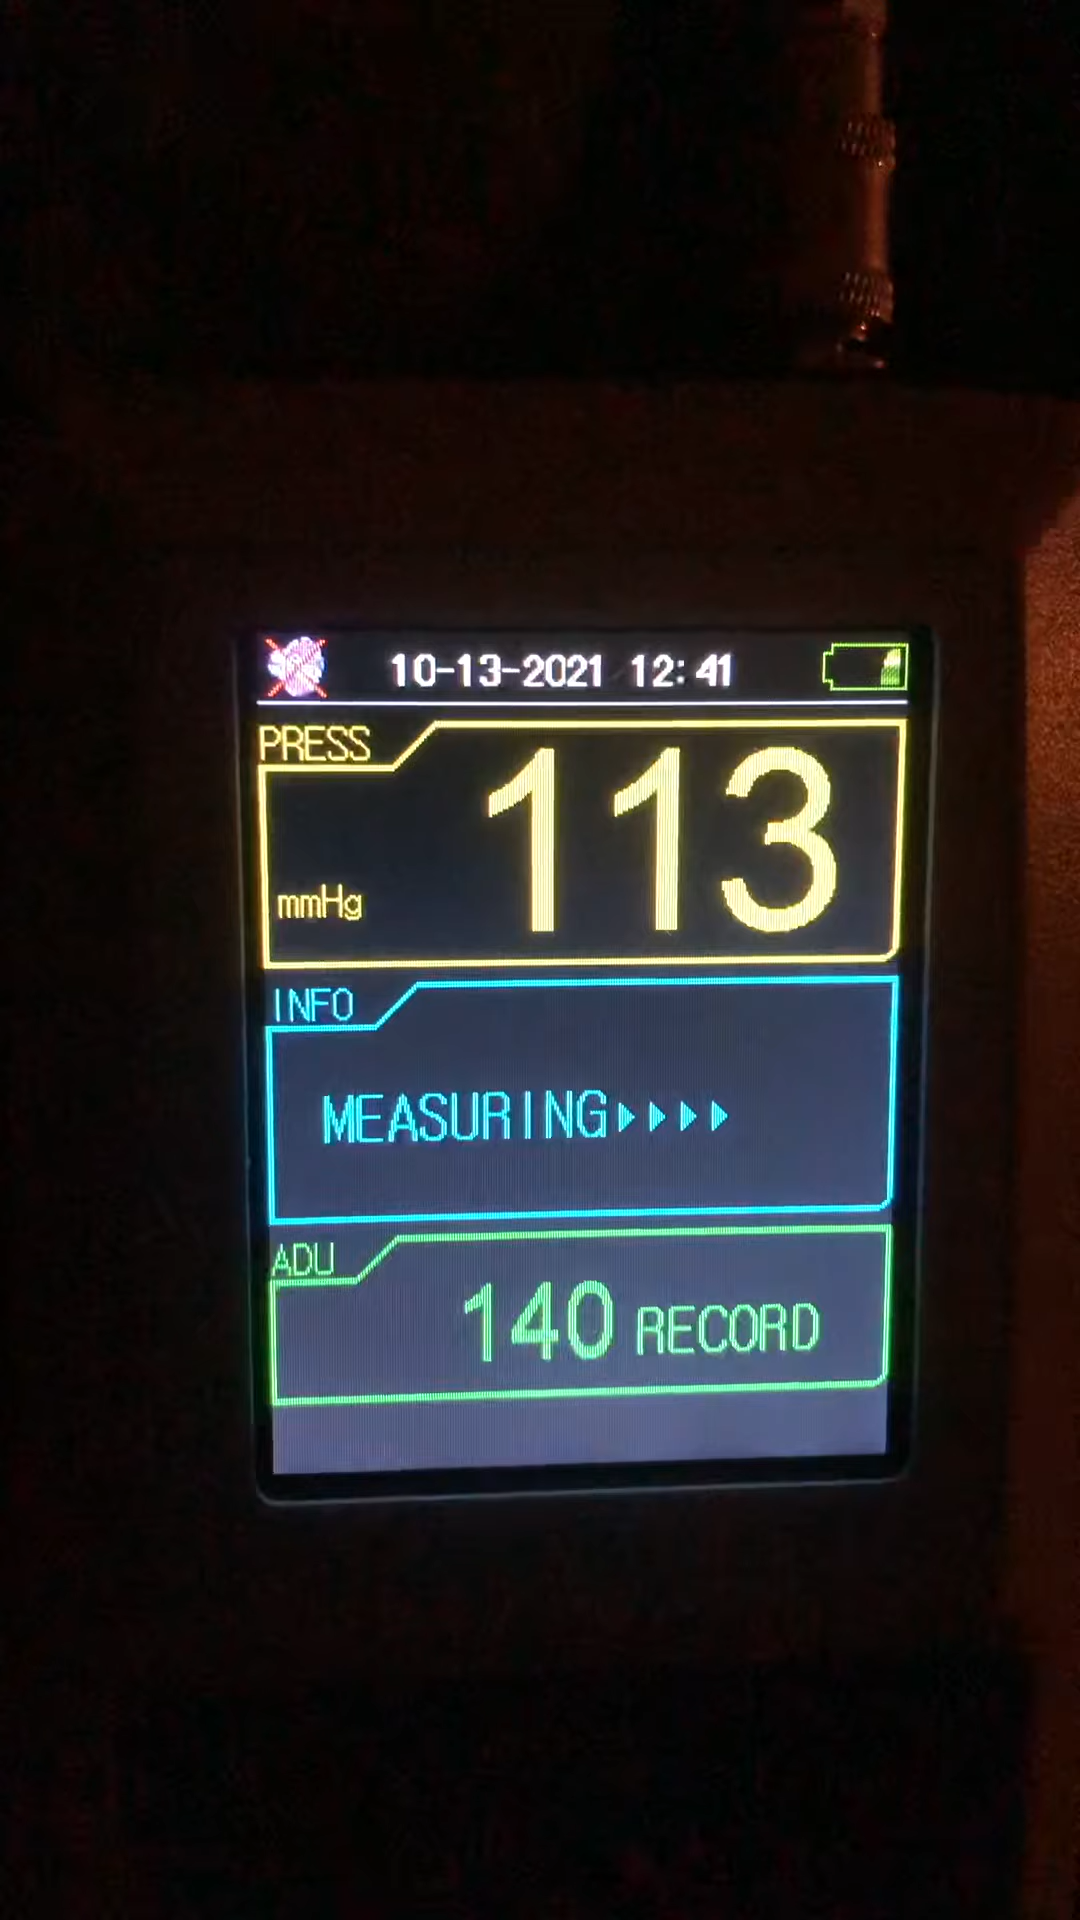 10-13-2021 12:41
PRESS
113
mmHg
INFO
MEASURING
ADU
140 RECORD